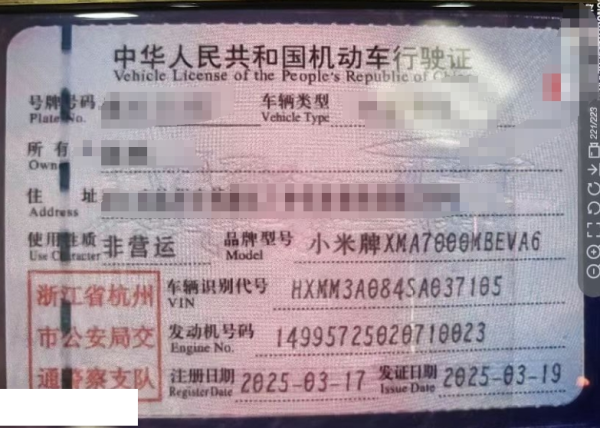 中华人民共和国机动车行驶证
Vehicle License of the People's Republic of China
号牌号码 车辆类型
Plate No. Vehicle Type
所有
Owner
住 址
Address
使用性质 非营运 品牌型号 小米牌XMA7000MBEVA6
Use Character Model
浙江省杭州 车辆识别代号 HXMM3A084SA037105
VIN
市公安局交 发动机号码 14995725020710023
Engine No.
通警察支队 注册日期 2025-03-17 发证日期 2025-03-19
Register Date Issue Date
221/223